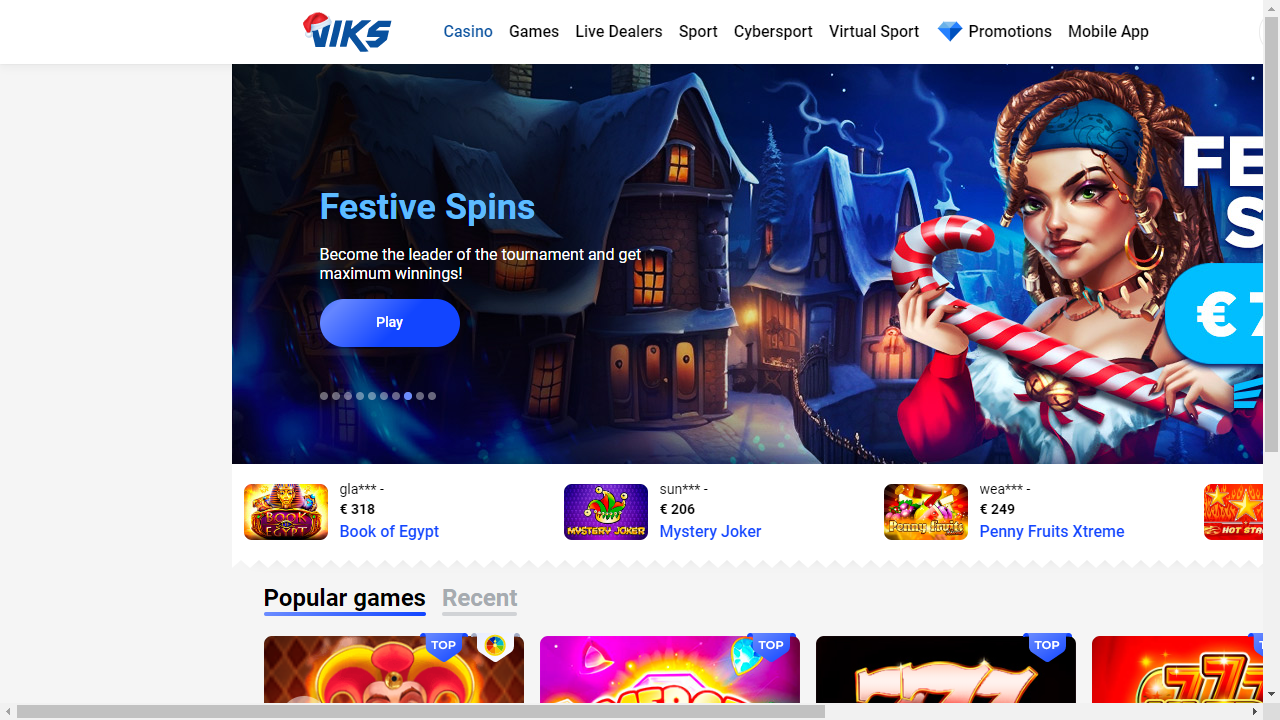 VIKS
Casino
Games
Live Dealers
Sport
Cybersport
Virtual Sport
Promotions
Mobile App
Festive Spins
Become the leader of the tournament and get
maximum winnings!
Play
FE
S
€ 7
gla*** -
€ 318
Book of Egypt
BOOK
EGYPT
sun*** -
€ 206
Mystery Joker
MYSTERY JOKER
wea*** -
€ 249
Penny Fruits Xtreme
Penny Fruits
HOT STA
Popular games
Recent
TOP
TOP
TOP
777
777